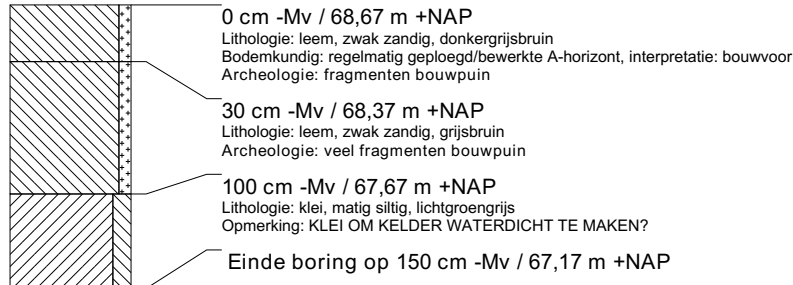 0 cm -Mv / 68,67 m +NAP
Lithologie: leem, zwak zandig, donkergrijsbruin
Bodemkundig: regelmatig geploegd/bewerkte A-horizont, interpretatie: bouwvoor
Archeologie: fragmenten bouwpuin
30 cm -Mv / 68,37 m +NAP
Lithologie: leem, zwak zandig, grijsbruin
Archeologie: veel fragmenten bouwpuin
100 cm -Mv / 67,67 m +NAP
Lithologie: klei, matig siltig, lichtgroengrijs
Opmerking: KLEI OM KELDER WATERDICHT TE MAKEN?
Einde boring op 150 cm -Mv / 67,17 m +NAP